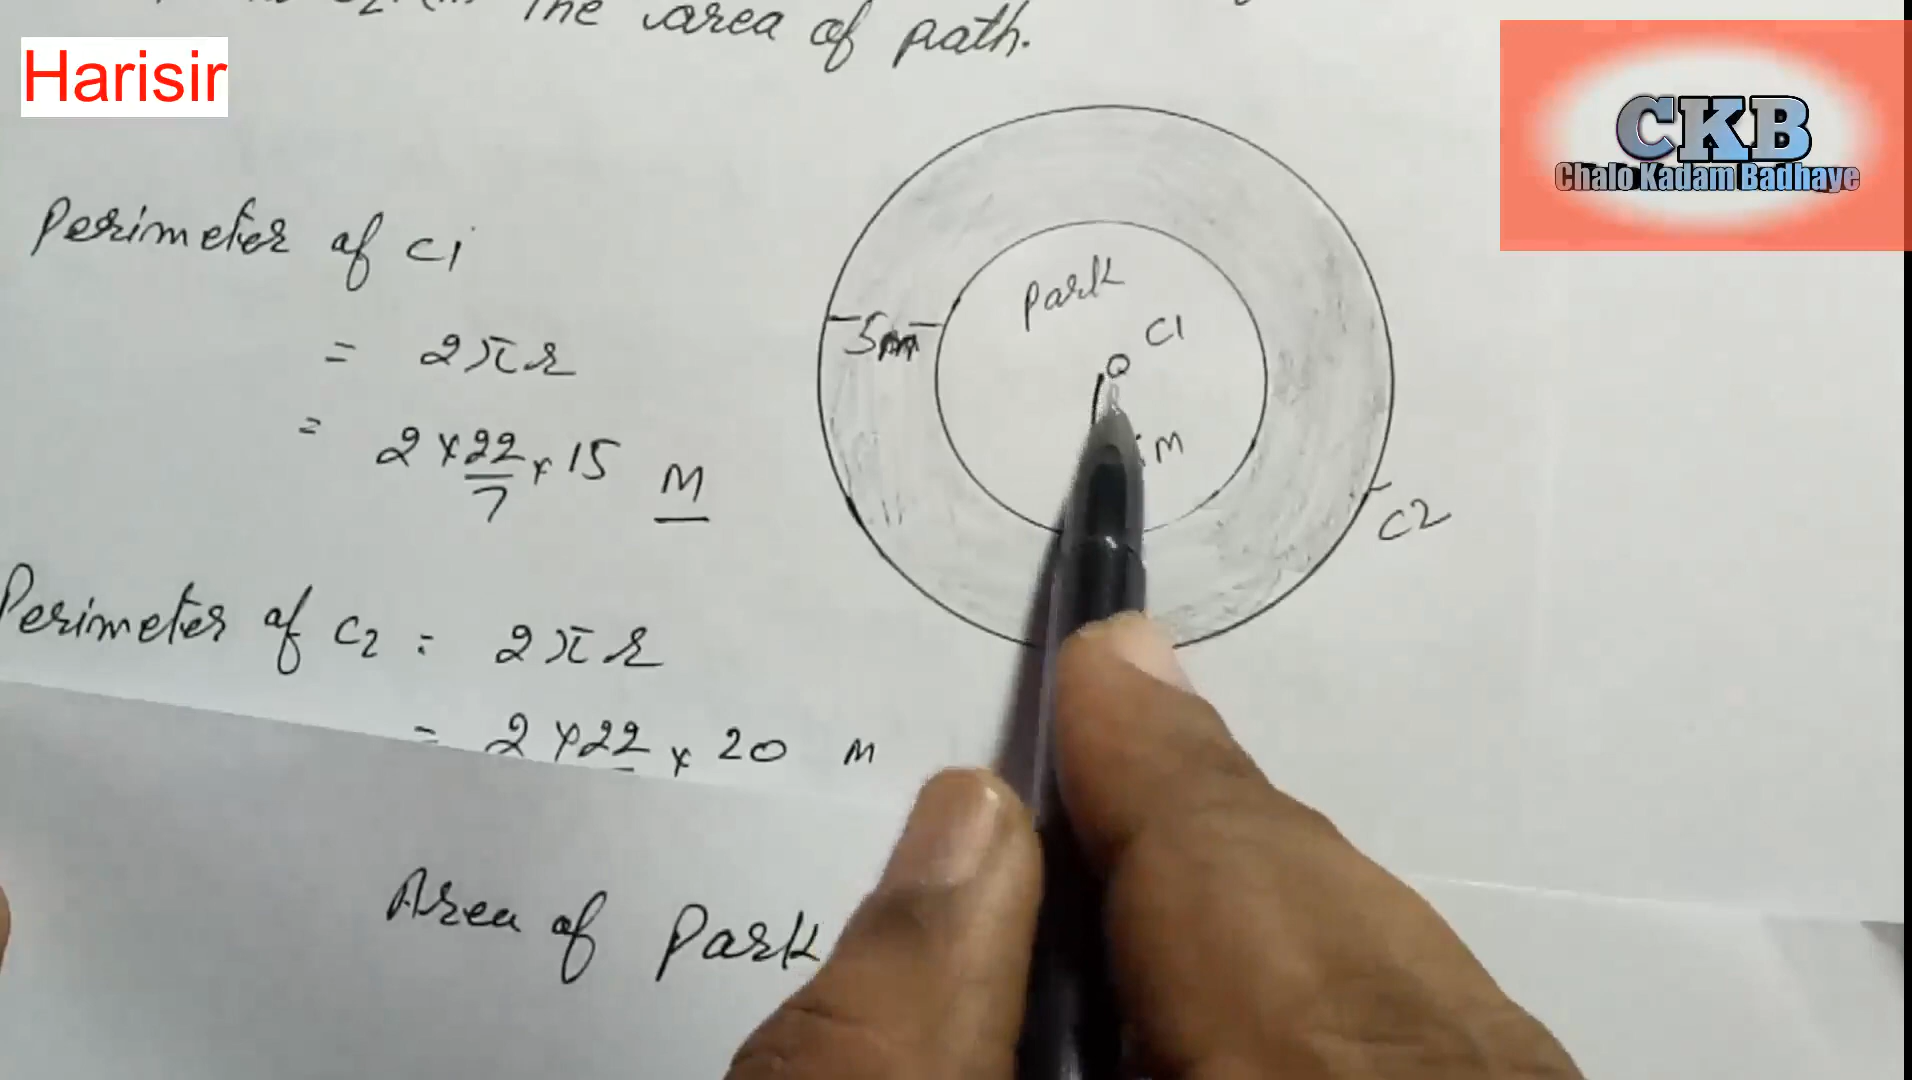 the area of path.
Harisir
CKB
Chalo Kadam Badhaye
Perimeter of C1
= 2πr
= 2 × 22/7 × 15 M
Perimeter of C2 = 2πr
= 2 × 22 × 20 M
Area of Park
Park
C1
O
5m
M
C2